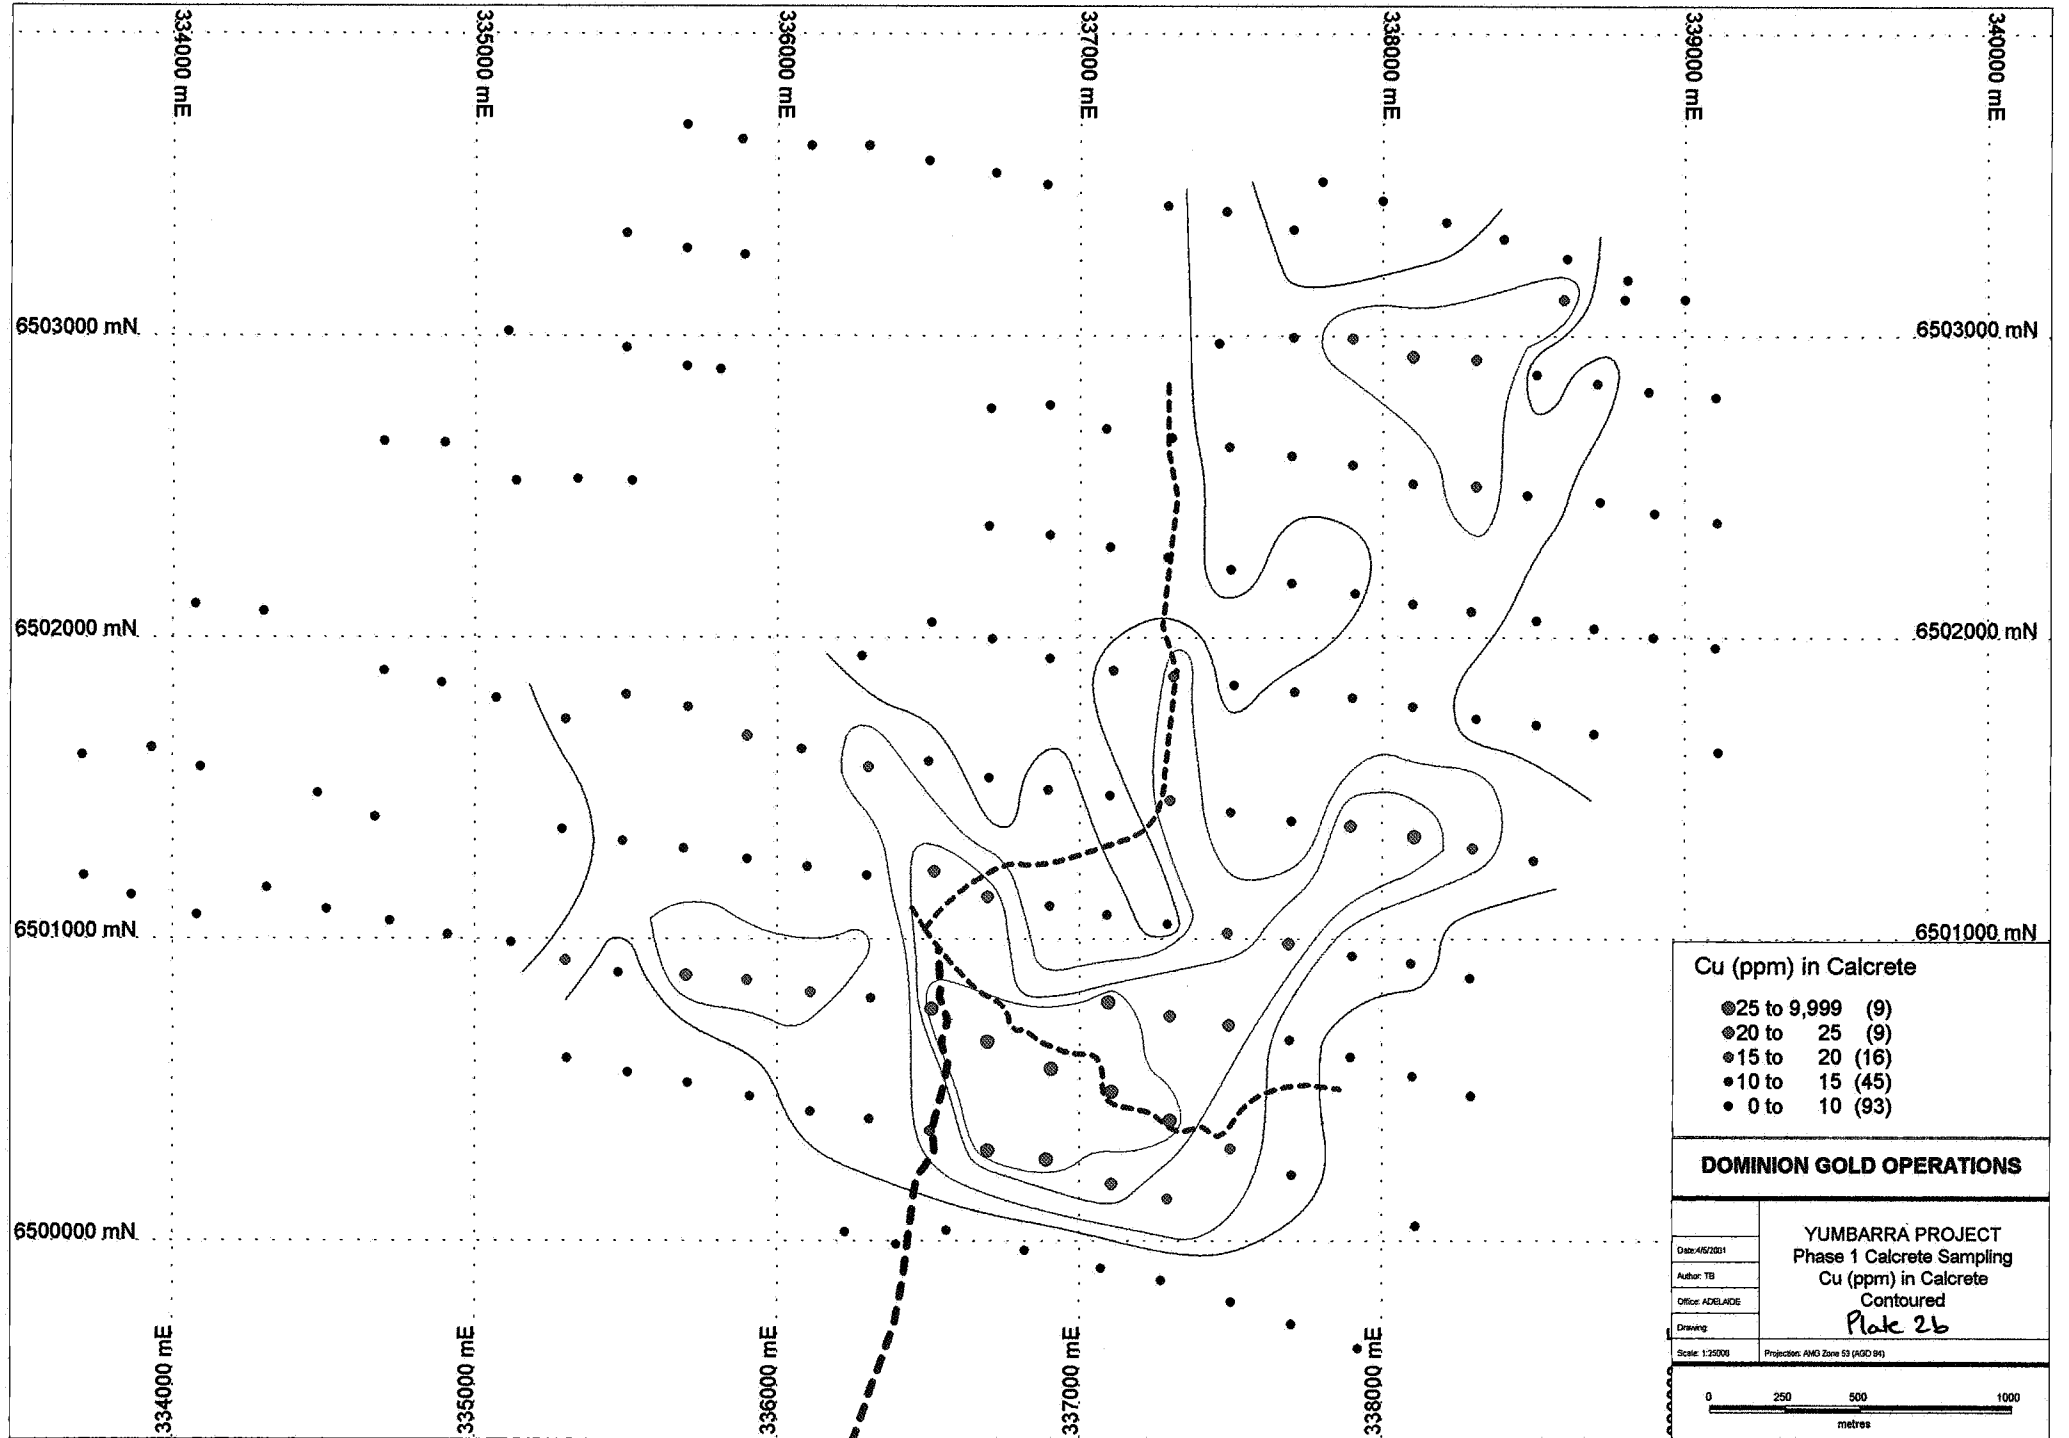 334000 mE
335000 mE
336000 mE
337000 mE
338000 mE
339000 mE
340000 mE
6503000 mN
6503000 mN
6502000 mN
6502000 mN
6501000 mN
6501000 mN
6500000 mN
334000 mE
335000 mE
336000 mE
337000 mE
338000 mE
Cu (ppm) in Calcrete
25 to 9,999 (9)
20 to 25 (9)
15 to 20 (16)
10 to 15 (45)
0 to 10 (93)
DOMINION GOLD OPERATIONS
YUMBARRA PROJECT
Phase 1 Calcrete Sampling
Cu (ppm) in Calcrete
Contoured
Plate 2b
Date: 4/5/2001
Author: TB
Office: ADELAIDE
Drawing:
Scale: 1:25000
Projection: AMG Zone 53 (AGD 84)
0 250 500 1000
metres